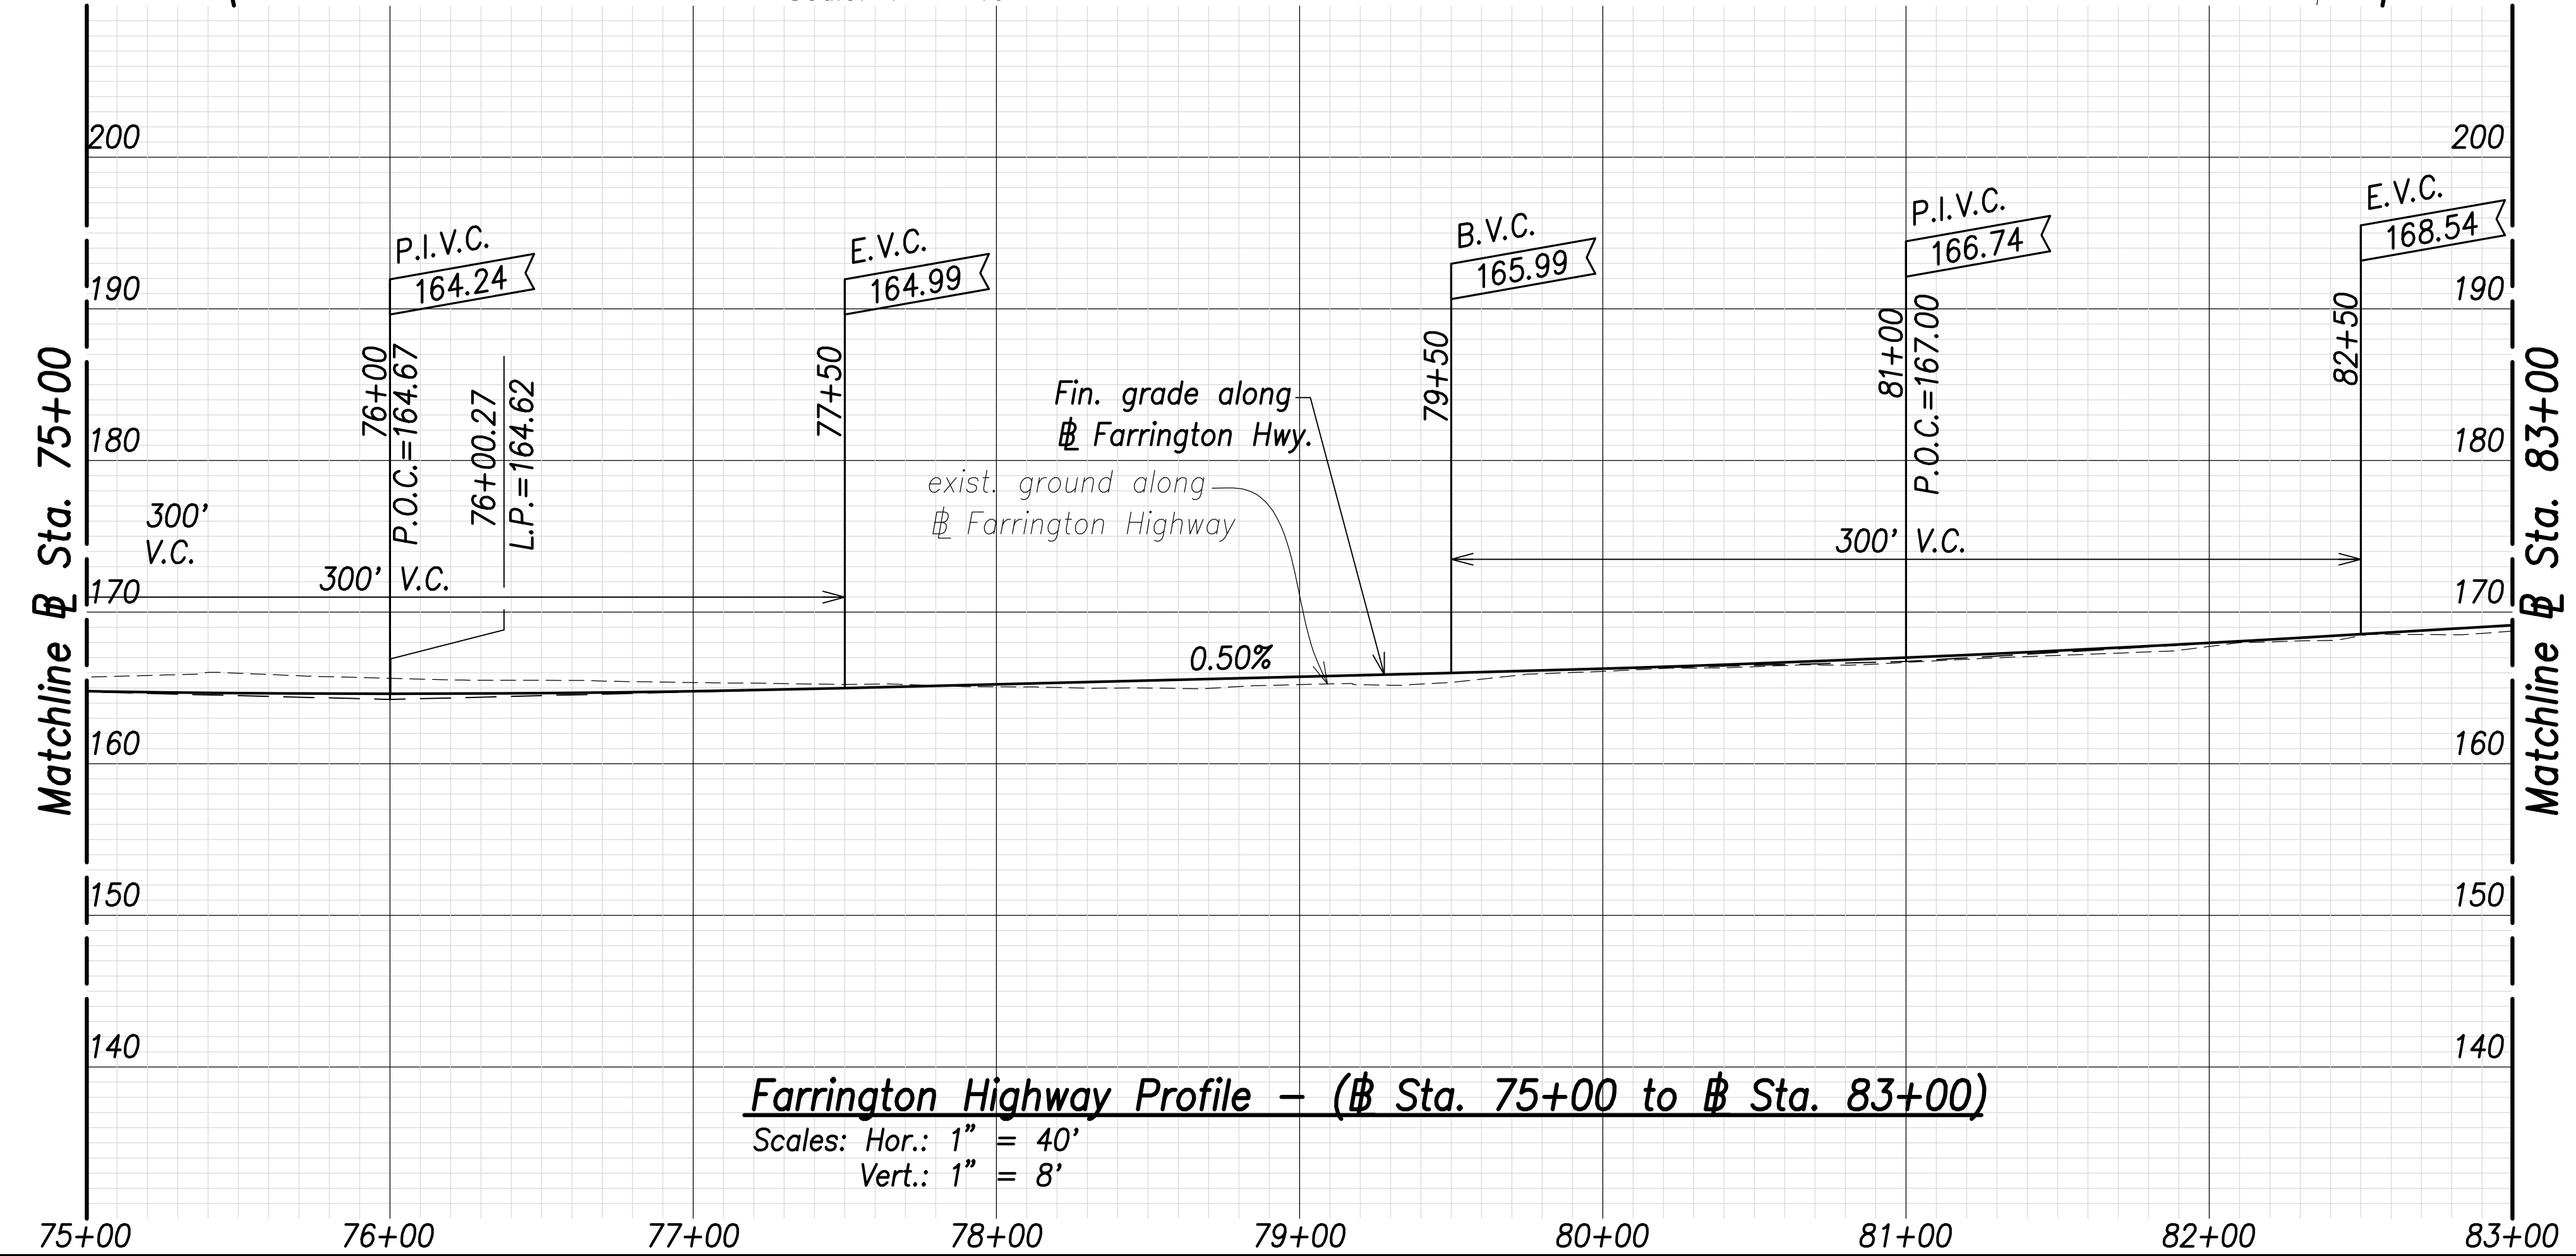 200
200
P.I.V.C.
164.24
E.V.C.
164.99
B.V.C.
165.99
P.I.V.C.
166.74
E.V.C.
168.54
190
190
76+00
P.O.C.=164.67
76+00.27
L.P.=164.62
77+50
79+50
81+00
P.O.C.=167.00
82+50
Fin. grade along
℄ Farrington Hwy.
exist. ground along
℄ Farrington Highway
180
180
300'
V.C.
300' V.C.
300' V.C.
170
170
0.50%
160
160
150
150
140
140
Matchline ℄ Sta. 75+00
Matchline ℄ Sta. 83+00
Farrington Highway Profile – (℄ Sta. 75+00 to ℄ Sta. 83+00)
Scales: Hor.: 1" = 40'
Vert.: 1" = 8'
75+00 76+00 77+00 78+00 79+00 80+00 81+00 82+00 83+00